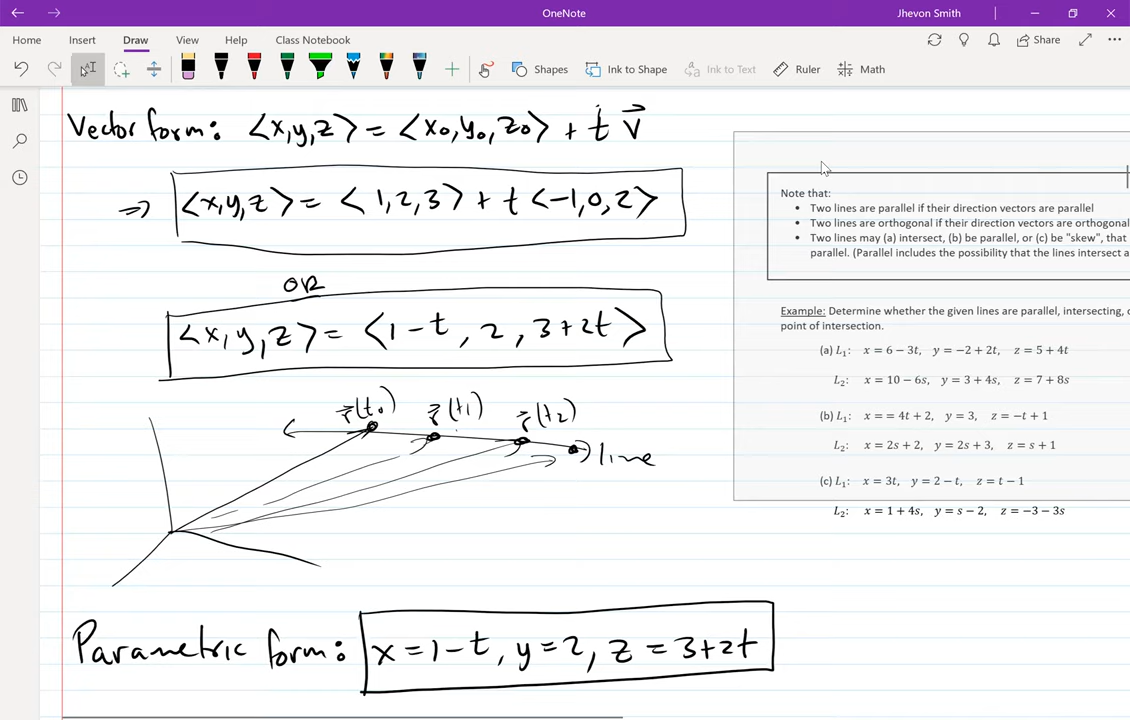 OneNote
Jhevon Smith
Home Insert Draw View Help Class Notebook
Share
Shapes Ink to Shape Ink to Text Ruler Math
Vector form: <x,y,z> = <x₀,y₀,z₀> + t v⃗
⇒ <x,y,z> = <1,2,3> + t <-1,0,2>
OR
<x,y,z> = <1-t, 2, 3+2t>
r⃗(t₀) r⃗(t₁) r⃗(t₂)
line
Parametric form: x = 1-t, y = 2, z = 3+2t
Note that:
• Two lines are parallel if their direction vectors are parallel
• Two lines are orthogonal if their direction vectors are orthogonal
• Two lines may (a) intersect, (b) be parallel, or (c) be "skew", that
parallel. (Parallel includes the possibility that the lines intersect a
Example: Determine whether the given lines are parallel, intersecting,
point of intersection.
(a) L₁: x = 6 − 3t, y = −2 + 2t, z = 5 + 4t
L₂: x = 10 − 6s, y = 3 + 4s, z = 7 + 8s
(b) L₁: x = = 4t + 2, y = 3, z = −t + 1
L₂: x = 2s + 2, y = 2s + 3, z = s + 1
(c) L₁: x = 3t, y = 2 − t, z = t − 1
L₂: x = 1 + 4s, y = s − 2, z = −3 − 3s